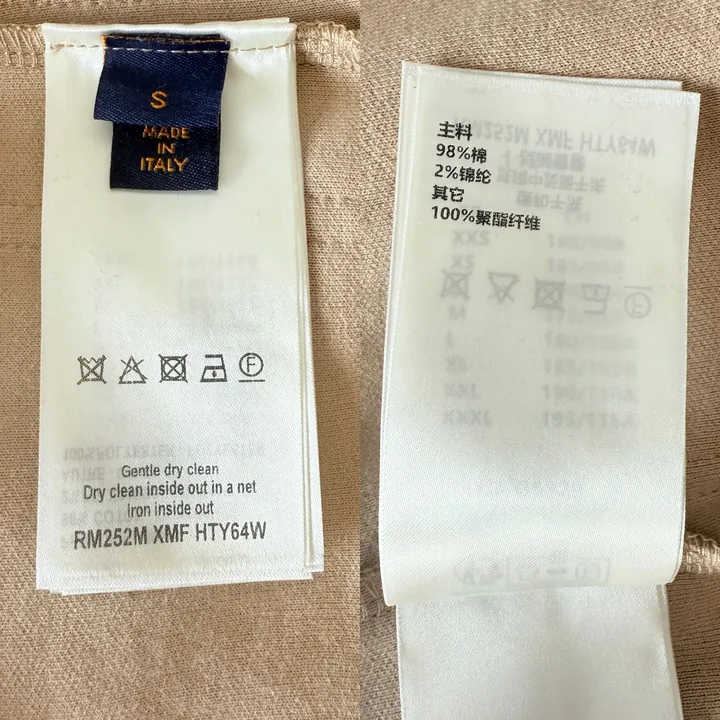 S
MADE
IN
ITALY
F
Gentle dry clean
Dry clean inside out in a net
Iron inside out
RM252M XMF HTY64W
主料
98%棉
2%锦纶
其它
100%聚酯纤维
XXS
XS
M
L
XL
XXL
XXXL
F